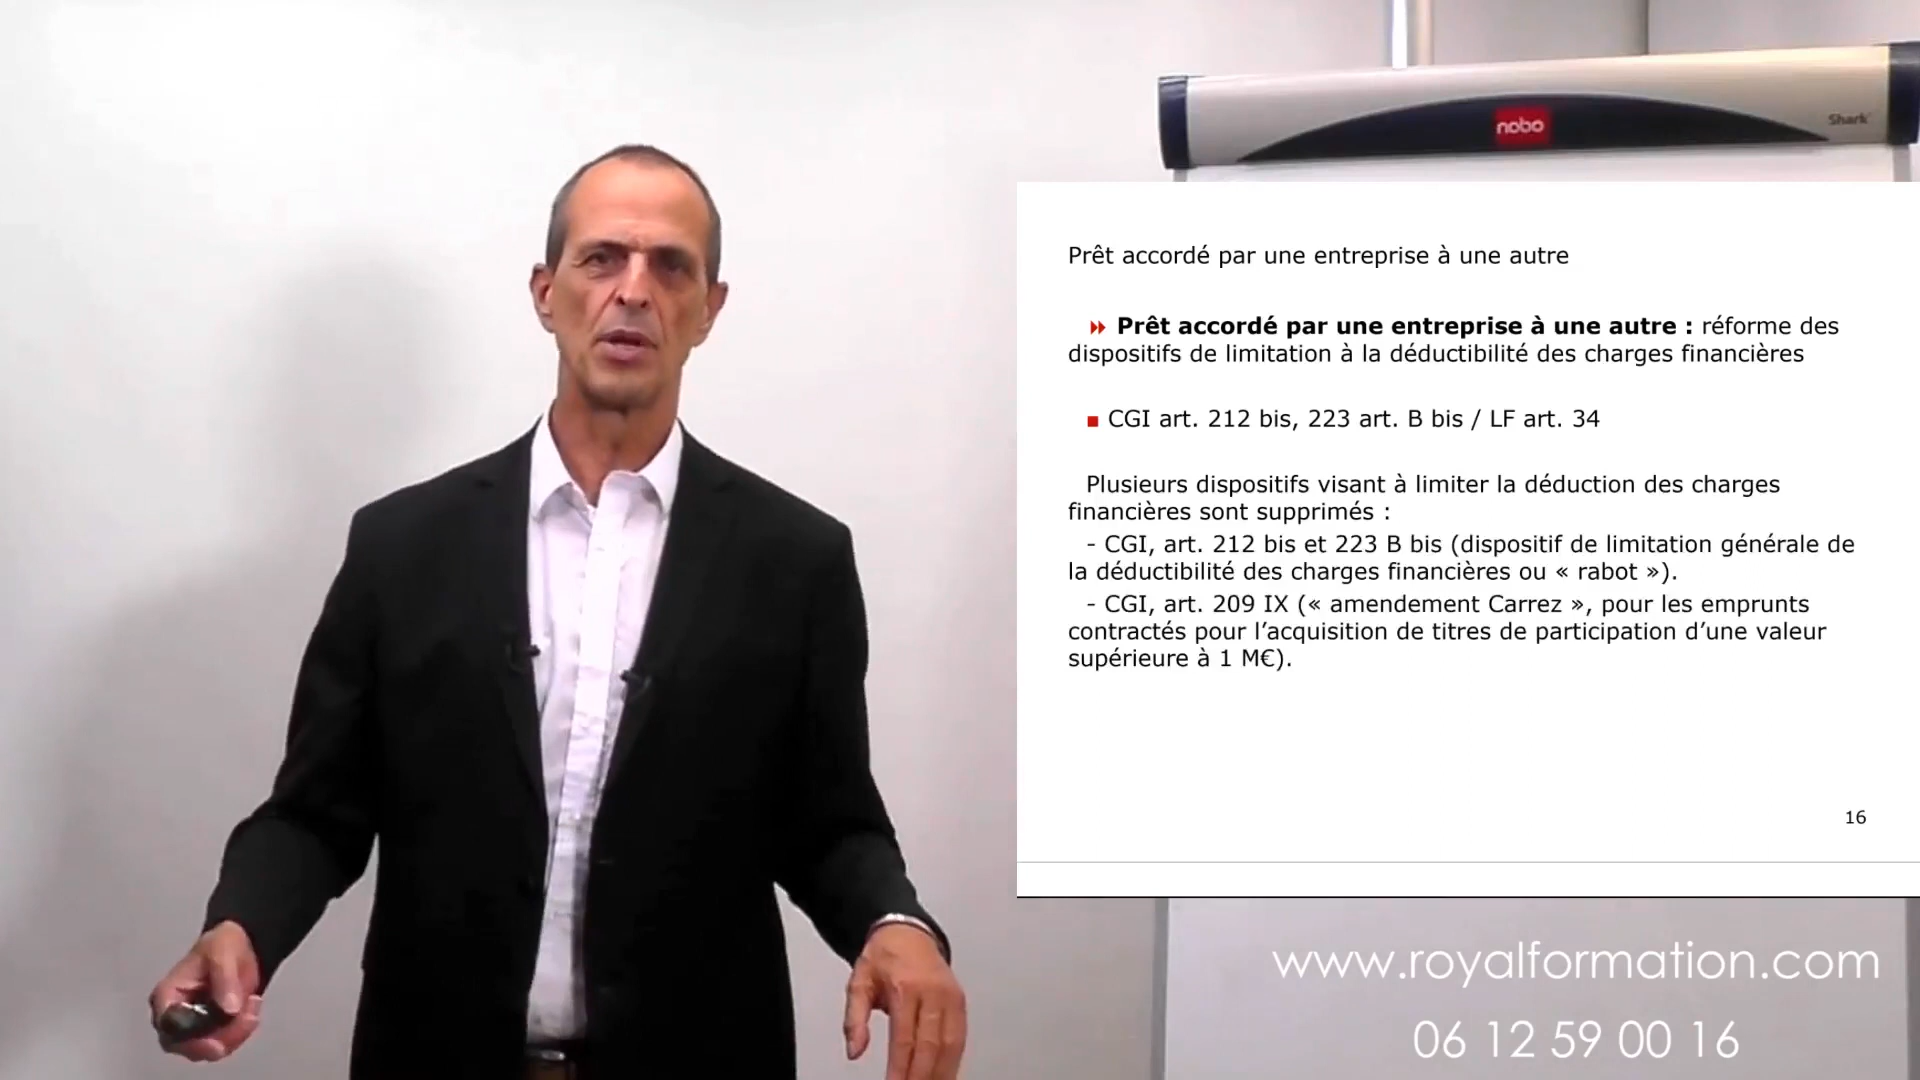 nobo
Shark
Prêt accordé par une entreprise à une autre
Prêt accordé par une entreprise à une autre : réforme des
dispositifs de limitation à la déductibilité des charges financières
CGI art. 212 bis, 223 art. B bis / LF art. 34
Plusieurs dispositifs visant à limiter la déduction des charges
financières sont supprimés :
- CGI, art. 212 bis et 223 B bis (dispositif de limitation générale de
la déductibilité des charges financières ou « rabot »).
- CGI, art. 209 IX (« amendement Carrez », pour les emprunts
contractés pour l’acquisition de titres de participation d’une valeur
supérieure à 1 M€).
16
www.royalformation.com
06 12 59 00 16